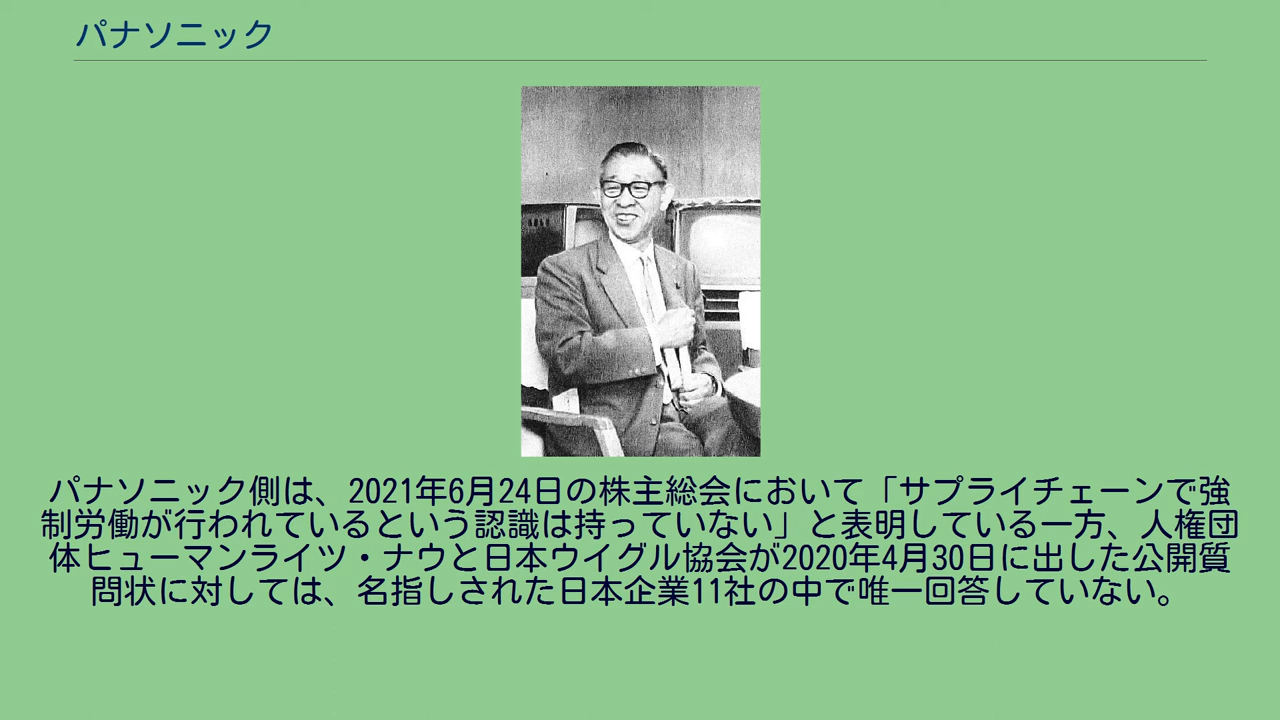 パナソニック
パナソニック側は、2021年6月24日の株主総会において「サプライチェーンで強
制労働が行われているという認識は持っていない」と表明している一方、人権団
体ヒューマンライツ・ナウと日本ウイグル協会が2020年4月30日に出した公開質
問状に対しては、名指しされた日本企業11社の中で唯一回答していない。